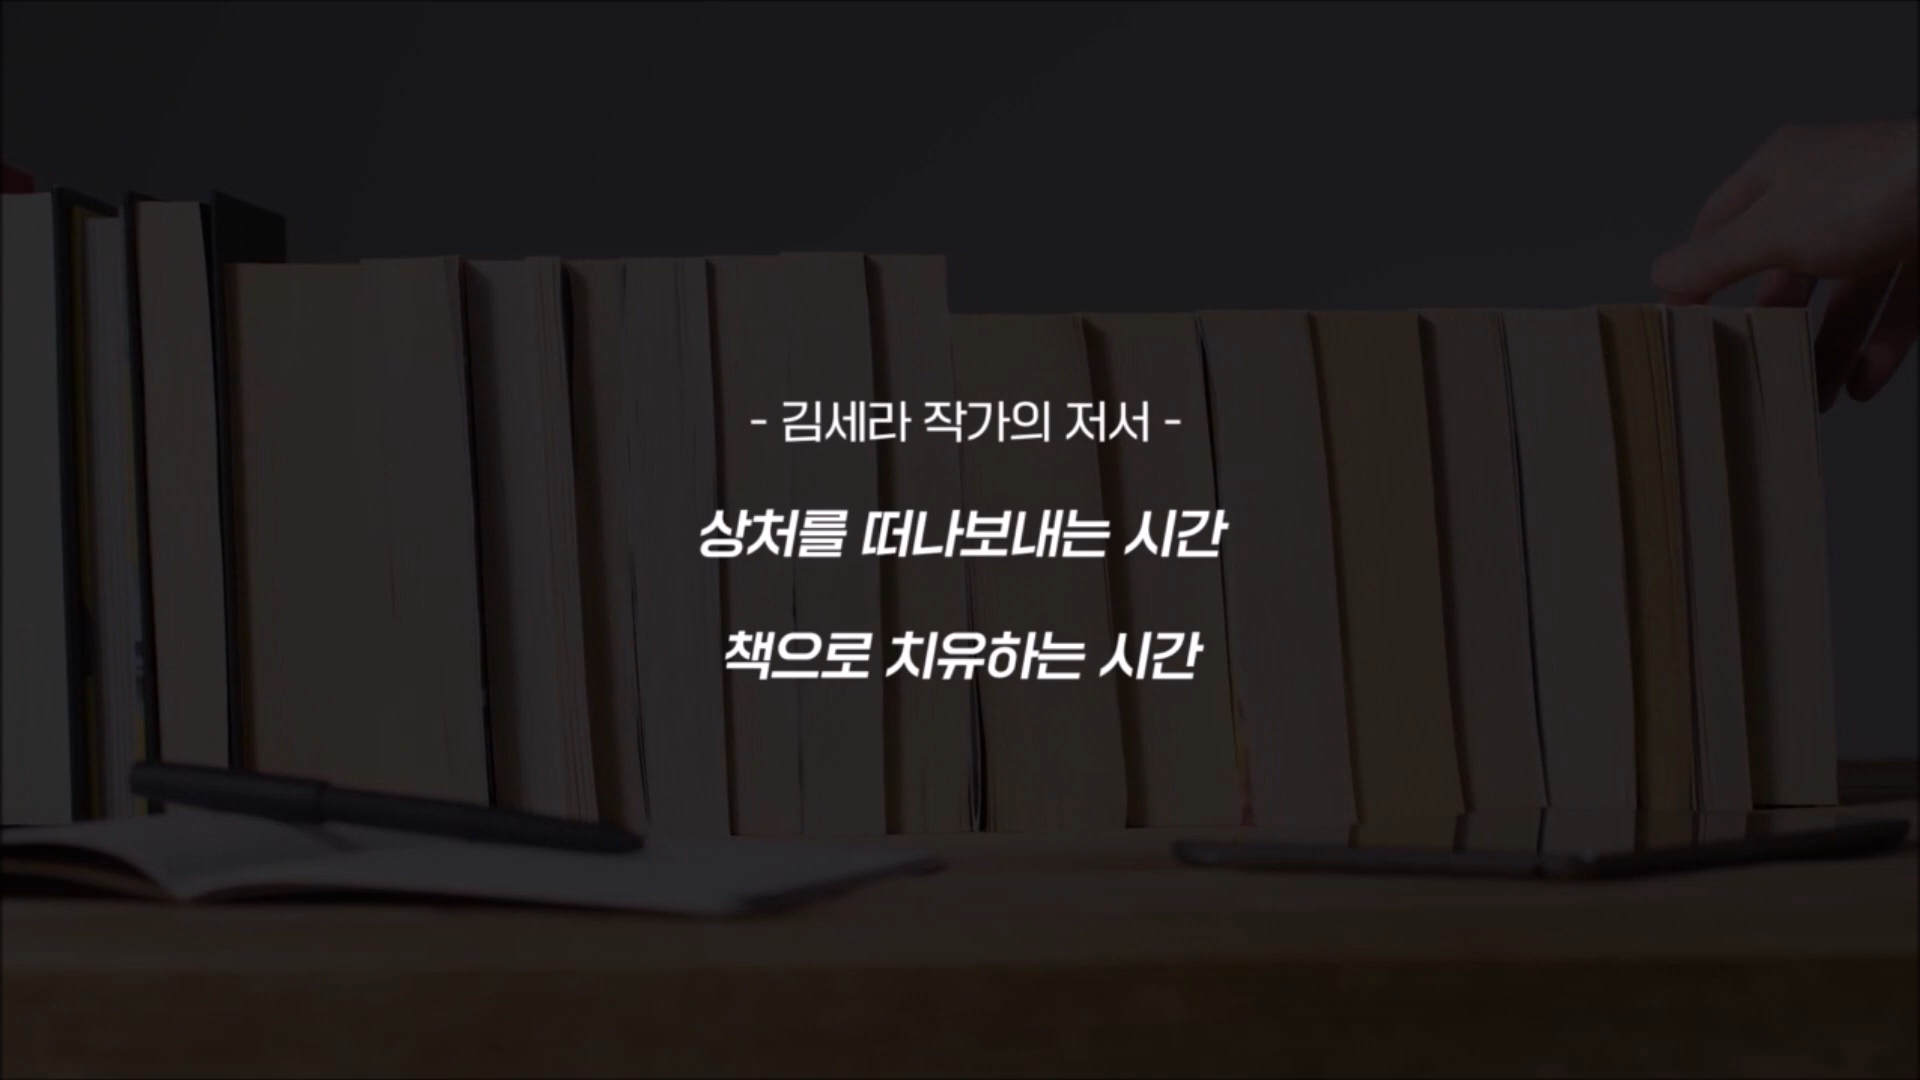 - 김세라 작가의 저서 -
상처를 떠나보내는 시간
책으로 치유하는 시간